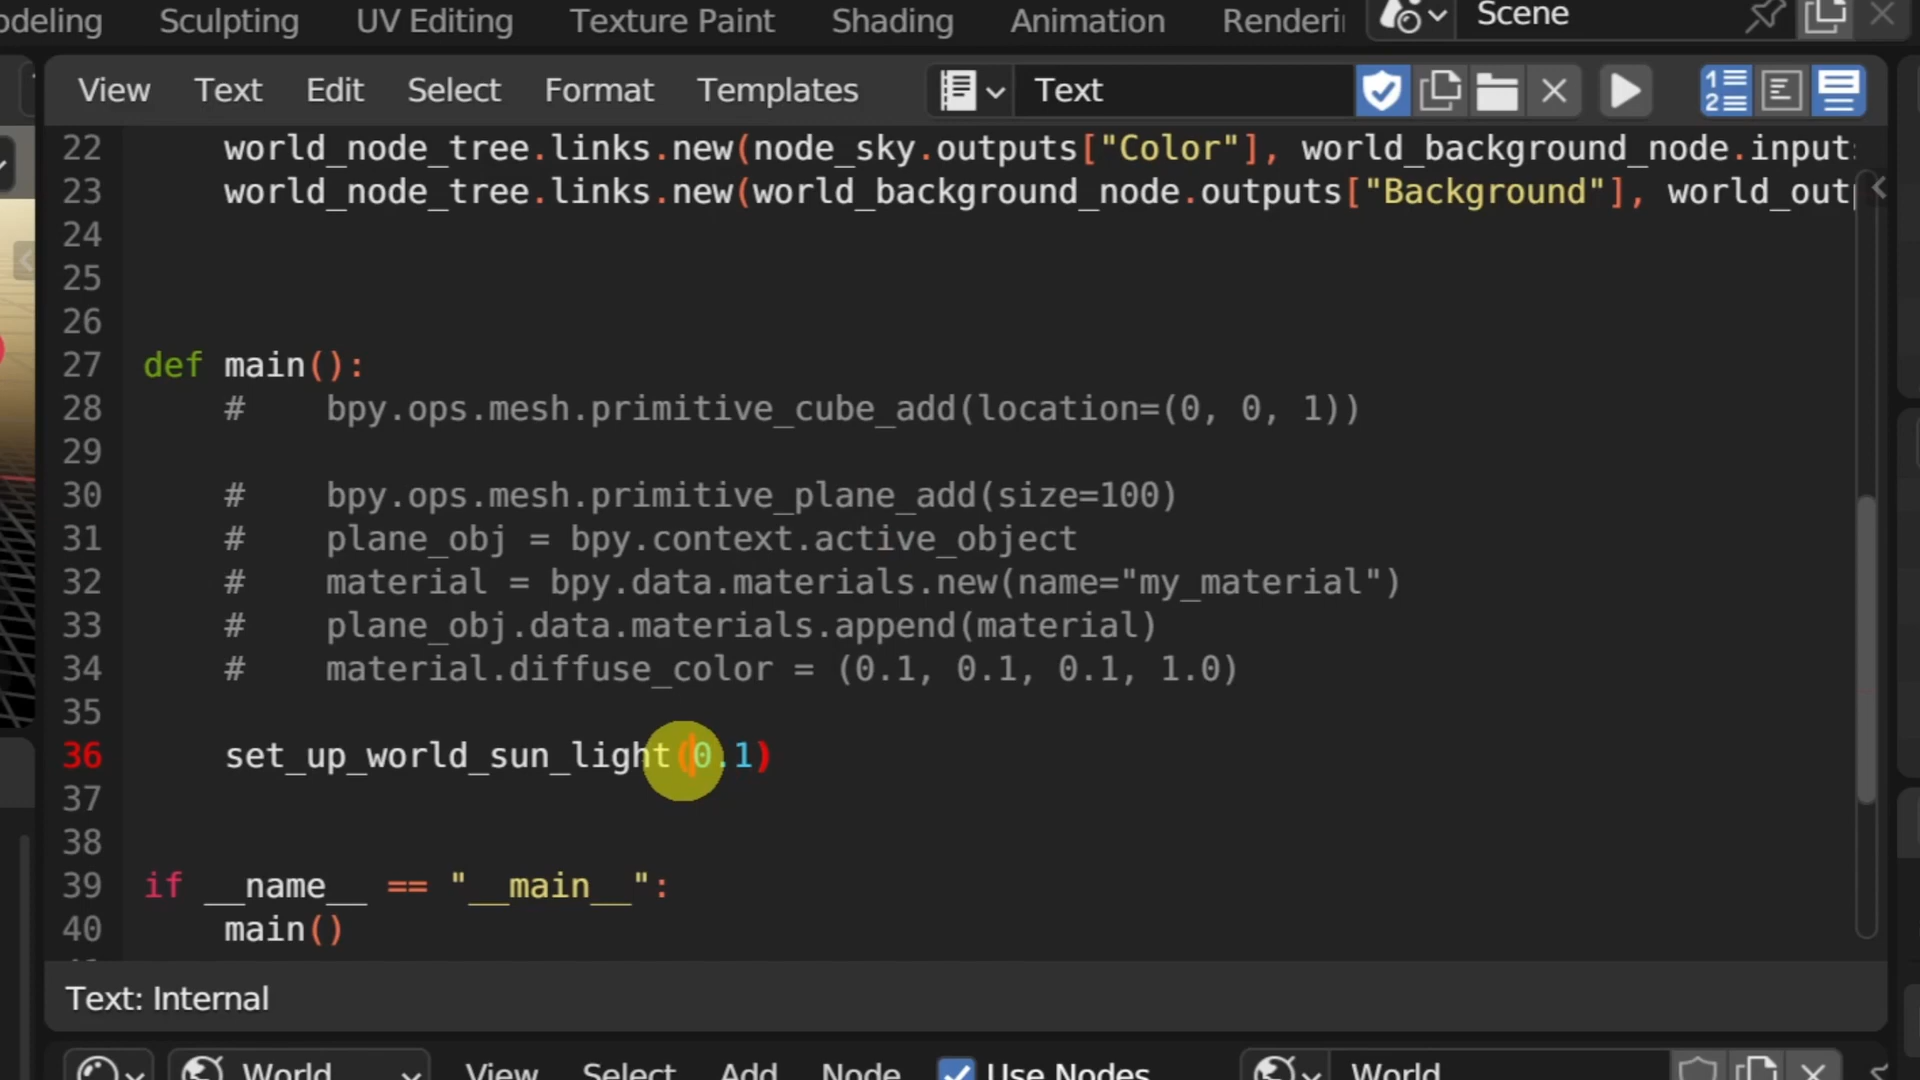 odeling Sculpting UV Editing Texture Paint Shading Animation Renderi Scene
View Text Edit Select Format Templates Text
22 world_node_tree.links.new(node_sky.outputs["Color"], world_background_node.input
23 world_node_tree.links.new(world_background_node.outputs["Background"], world_out
24
25
26
27 def main():
28 # bpy.ops.mesh.primitive_cube_add(location=(0, 0, 1))
29
30 # bpy.ops.mesh.primitive_plane_add(size=100)
31 # plane_obj = bpy.context.active_object
32 # material = bpy.data.materials.new(name="my_material")
33 # plane_obj.data.materials.append(material)
34 # material.diffuse_color = (0.1, 0.1, 0.1, 1.0)
35
36 set_up_world_sun_light(0.1)
37
38
39 if __name__ == "__main__":
40 main()
Text: Internal
World View Select Add Node Use Nodes World